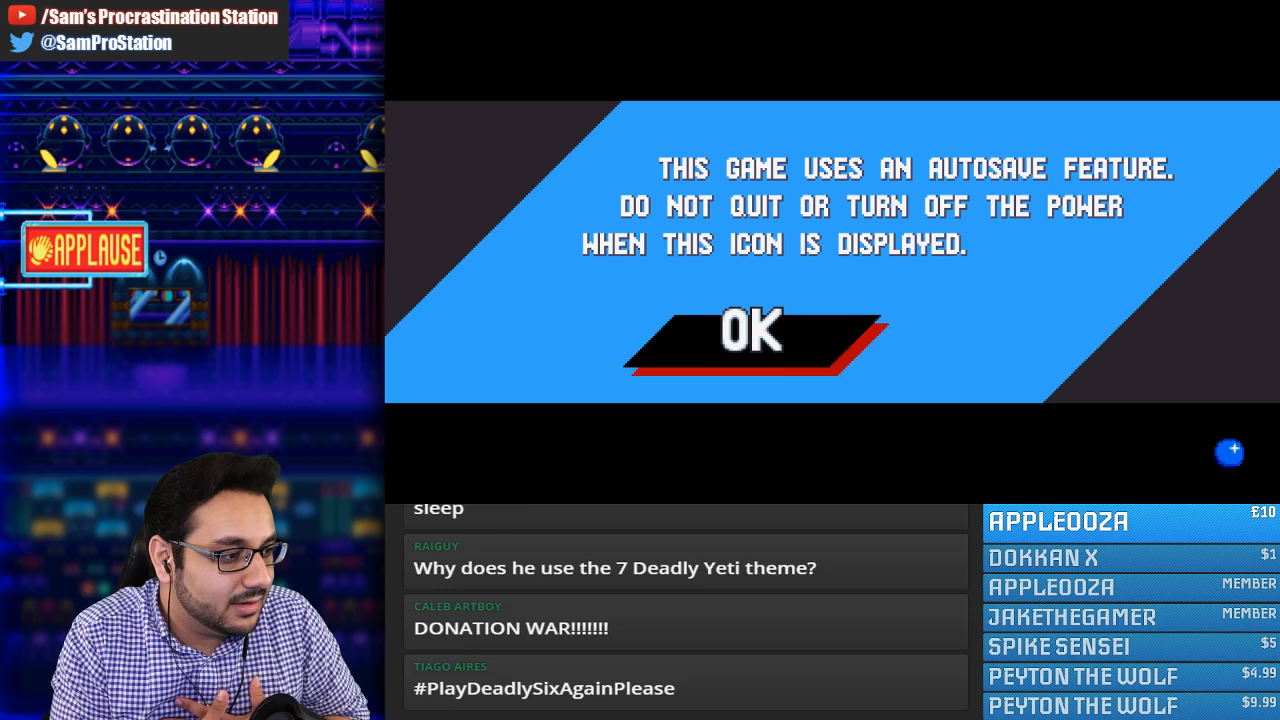 /Sam's Procrastination Station
@SamProStation
APPLAUSE
THIS GAME USES AN AUTOSAVE FEATURE.
DO NOT QUIT OR TURN OFF THE POWER
WHEN THIS ICON IS DISPLAYED.
OK
sleep
RAIGUY
Why does he use the 7 Deadly Yeti theme?
CALEB ARTBOY
DONATION WAR!!!!!!!
TIAGO AIRES
#PlayDeadlySixAgainPlease
APPLEOOZA £10
DOKKAN X $1
APPLEOOZA MEMBER
JAKETHEGAMER MEMBER
SPIKE SENSEI $5
PEYTON THE WOLF $4.99
PEYTON THE WOLF $9.99